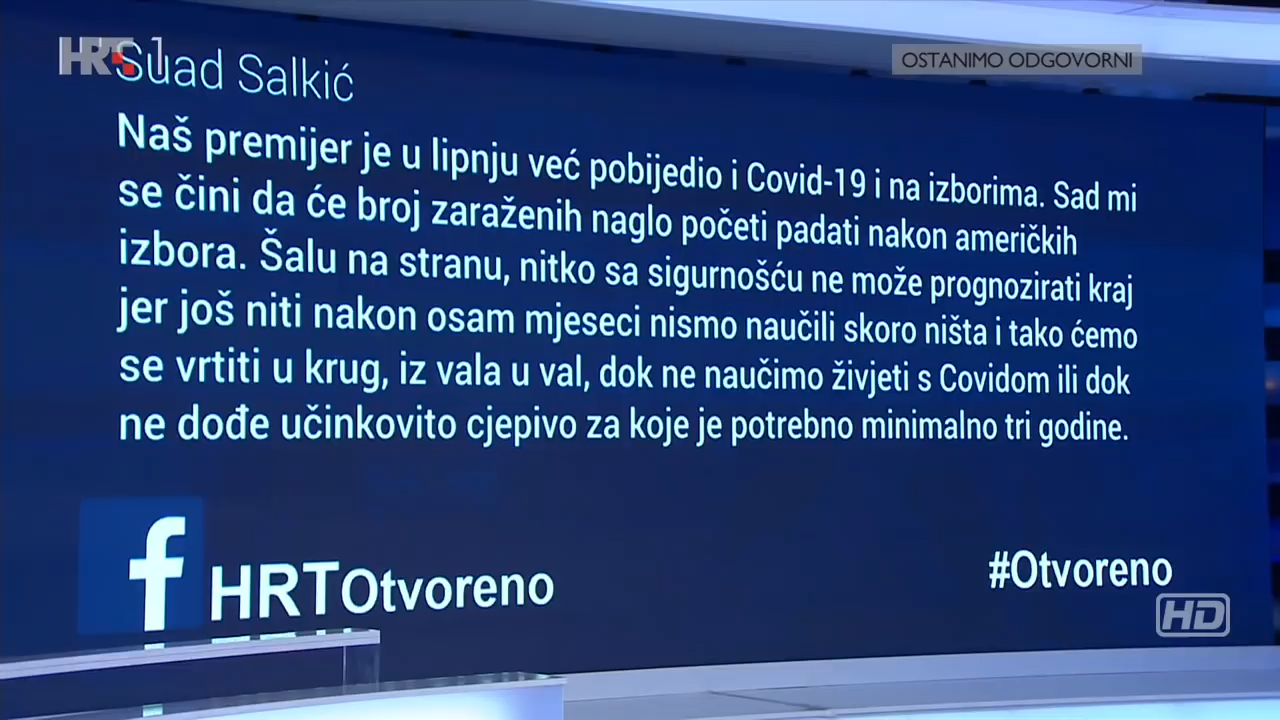 HRT 1
OSTANIMO ODGOVORNI
Suad Salkić
Naš premijer je u lipnju već pobijedio i Covid-19 i na izborima. Sad mi
se čini da će broj zaraženih naglo početi padati nakon američkih
izbora. Šalu na stranu, nitko sa sigurnošću ne može prognozirati kraj
jer još niti nakon osam mjeseci nismo naučili skoro ništa i tako ćemo
se vrtiti u krug, iz vala u val, dok ne naučimo živjeti s Covidom ili dok
ne dođe učinkovito cjepivo za koje je potrebno minimalno tri godine.
f HRTOtvoreno
#Otvoreno
HD